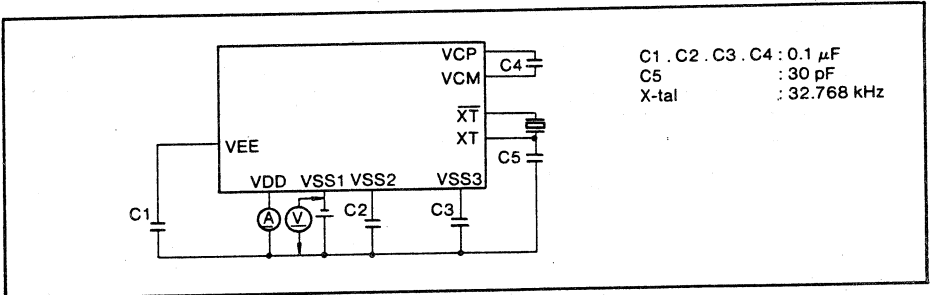 VCP
C4
VCM
X̅T̅
XT
VEE
C5
VDD VSS1 VSS2 VSS3
C1
A
V
C2
C3
C1 . C2 . C3 . C4 : 0.1 μF
C5 : 30 pF
X-tal : 32.768 kHz